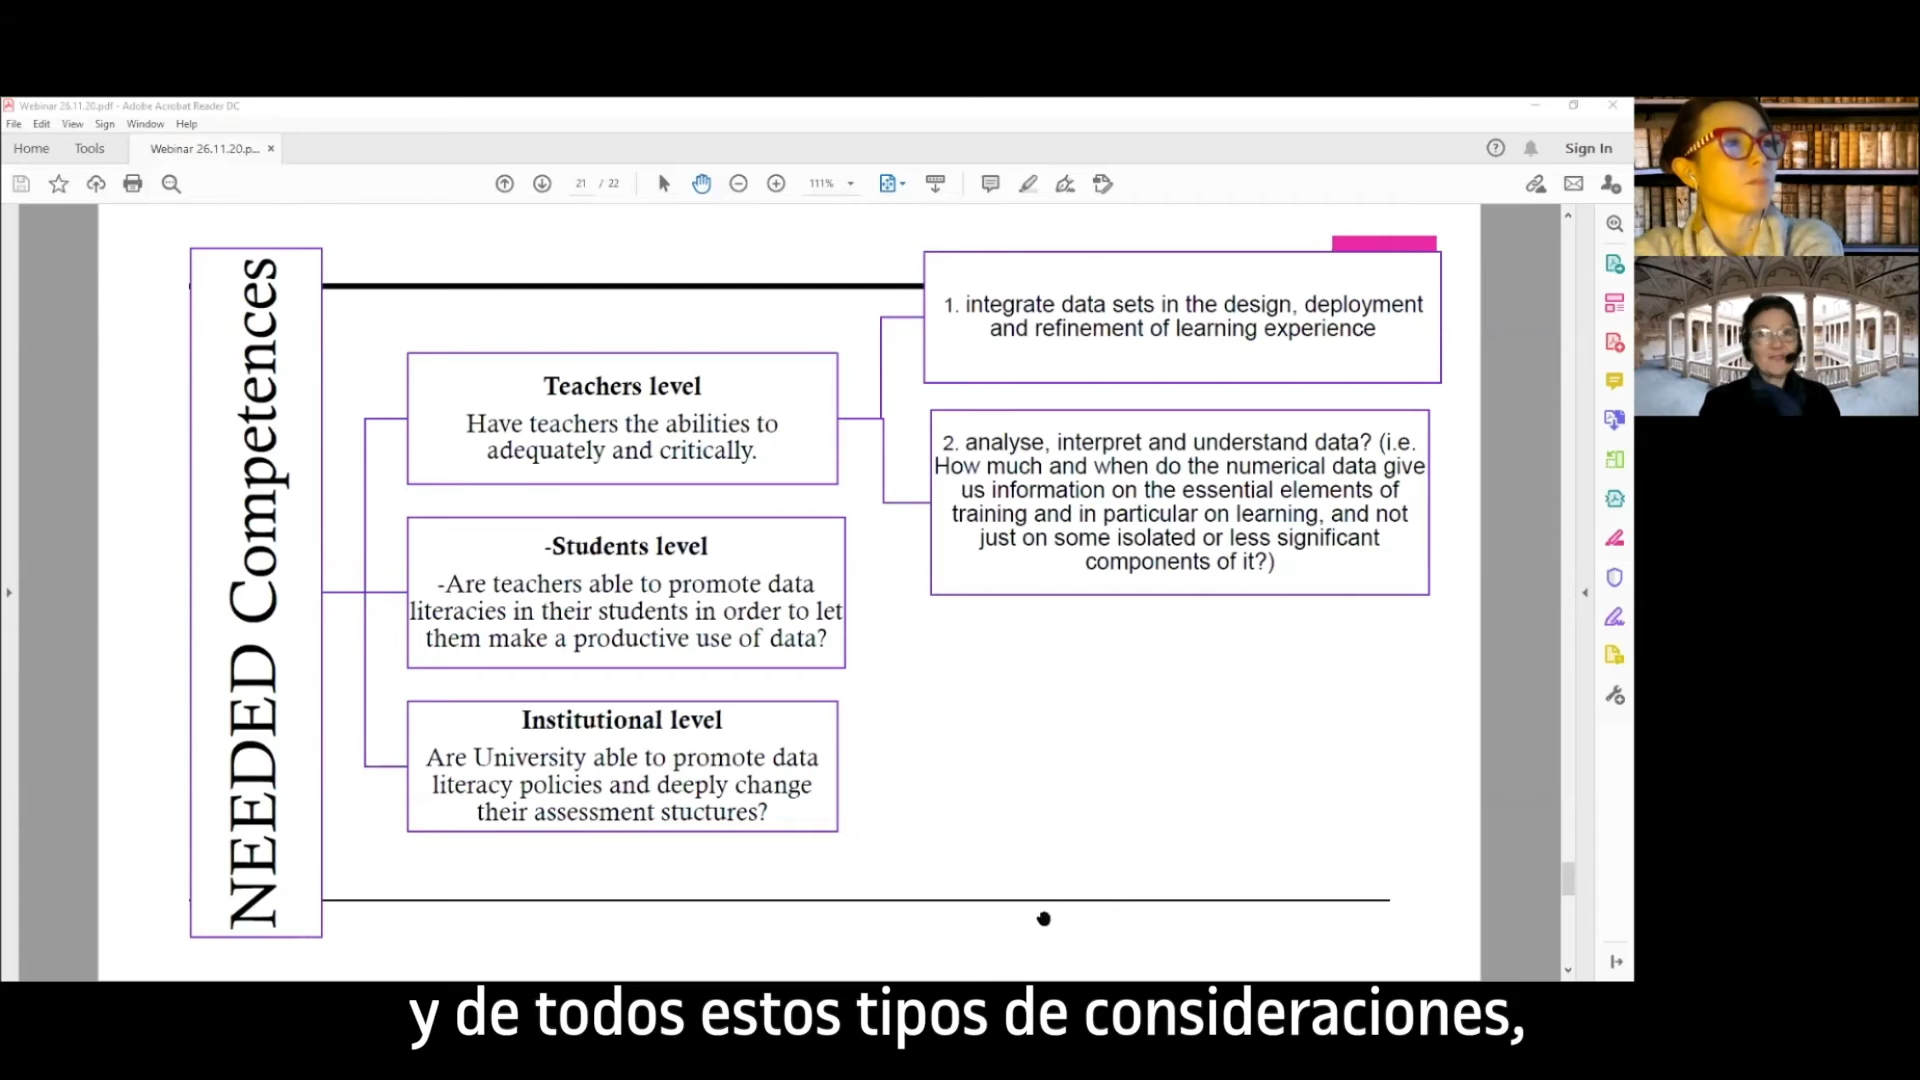 Webinar 26.11.20.pdf - Adobe Acrobat Reader DC
File Edit View Sign Window Help
Home Tools Webinar 26.11.20.p... × Sign In
21 / 22 111%
NEEDED Competences
Teachers level
Have teachers the abilities to
adequately and critically.
1. integrate data sets in the design, deployment
and refinement of learning experience
2. analyse, interpret and understand data? (i.e.
How much and when do the numerical data give
us information on the essential elements of
training and in particular on learning, and not
just on some isolated or less significant
components of it?)
-Students level
-Are teachers able to promote data
literacies in their students in order to let
them make a productive use of data?
Institutional level
Are University able to promote data
literacy policies and deeply change
their assessment stuctures?
y de todos estos tipos de consideraciones,